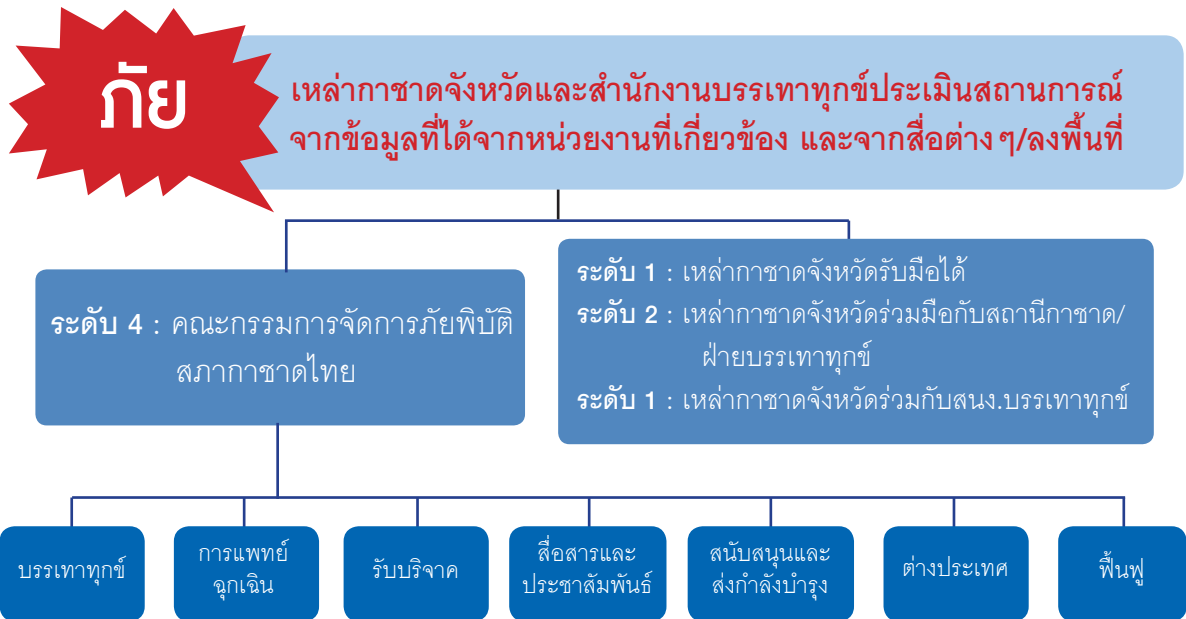 ภัย
เหล่ากาชาดจังหวัดและสำนักงานบรรเทาทุกข์ประเมินสถานการณ์
จากข้อมูลที่ได้จากหน่วยงานที่เกี่ยวข้อง และจากสื่อต่าง ๆ/ลงพื้นที่
ระดับ 4 : คณะกรรมการจัดการภัยพิบัติ
สภากาชาดไทย
ระดับ 1 : เหล่ากาชาดจังหวัดรับมือได้
ระดับ 2 : เหล่ากาชาดจังหวัดร่วมมือกับสถานีกาชาด/
ฝ่ายบรรเทาทุกข์
ระดับ 1 : เหล่ากาชาดจังหวัดร่วมกับสนง.บรรเทาทุกข์
บรรเทาทุกข์
การแพทย์
ฉุกเฉิน
รับบริจาค
สื่อสารและ
ประชาสัมพันธ์
สนับสนุนและ
ส่งกำลังบำรุง
ต่างประเทศ
ฟื้นฟู